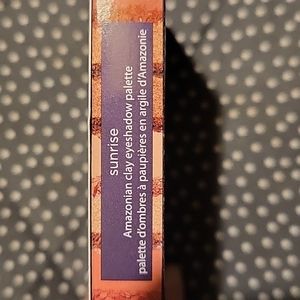 sunrise
Amazonian clay eyeshadow palette
palette d'ombres à paupières en argile d'Amazonie